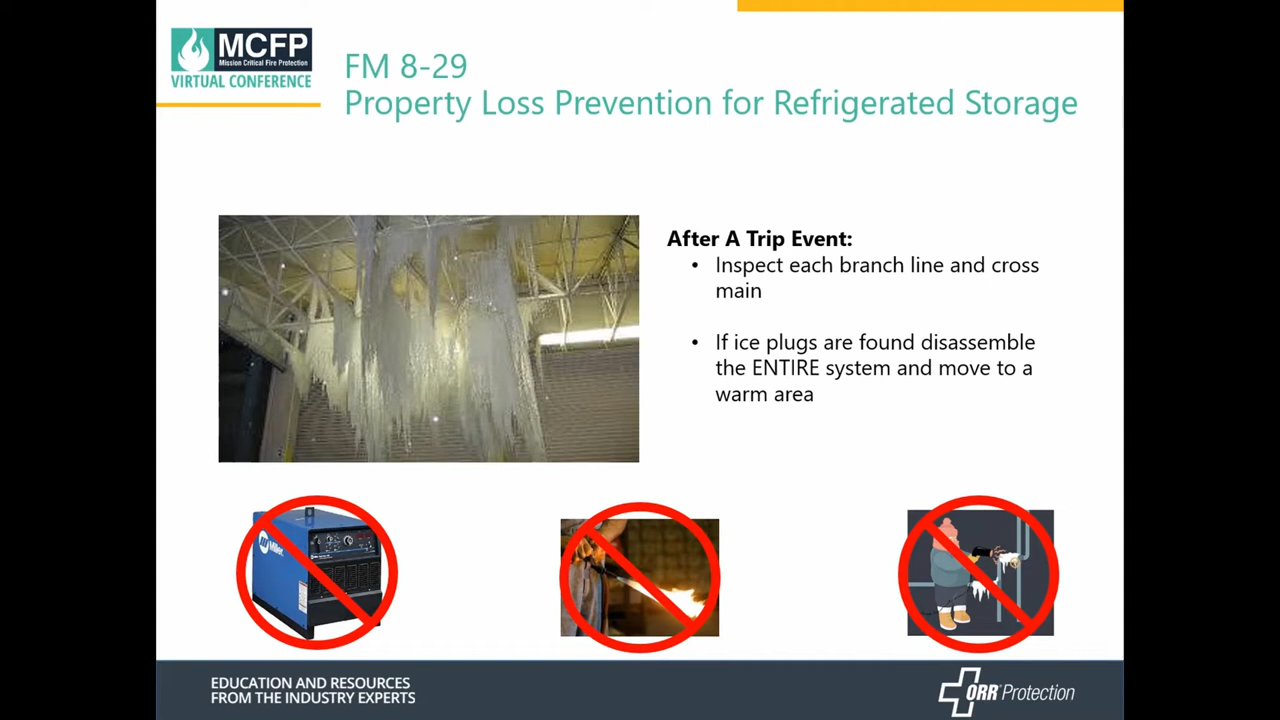 MCFP
Mission Critical Fire Protection
VIRTUAL CONFERENCE
FM 8-29
Property Loss Prevention for Refrigerated Storage
After A Trip Event:
• Inspect each branch line and cross
main
• If ice plugs are found disassemble
the ENTIRE system and move to a
warm area
Miller
EDUCATION AND RESOURCES
FROM THE INDUSTRY EXPERTS
ORR Protection